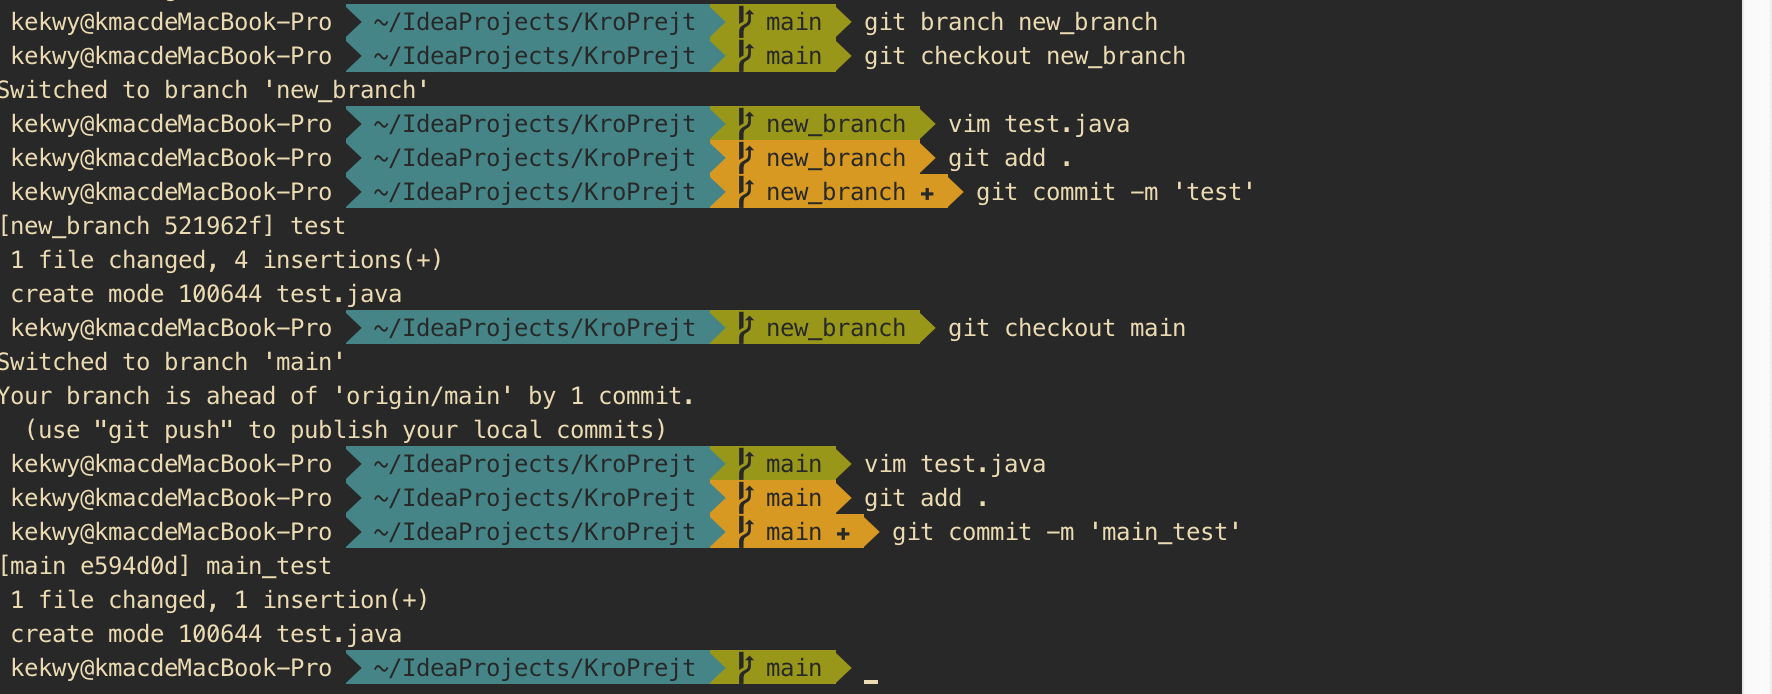 kekwy@kmacdeMacBook-Pro ~/IdeaProjects/KroPrejt main git branch new_branch
kekwy@kmacdeMacBook-Pro ~/IdeaProjects/KroPrejt main git checkout new_branch
Switched to branch 'new_branch'
kekwy@kmacdeMacBook-Pro ~/IdeaProjects/KroPrejt new_branch vim test.java
kekwy@kmacdeMacBook-Pro ~/IdeaProjects/KroPrejt new_branch git add .
kekwy@kmacdeMacBook-Pro ~/IdeaProjects/KroPrejt new_branch + git commit -m 'test'
[new_branch 521962f] test
1 file changed, 4 insertions(+)
create mode 100644 test.java
kekwy@kmacdeMacBook-Pro ~/IdeaProjects/KroPrejt new_branch git checkout main
Switched to branch 'main'
Your branch is ahead of 'origin/main' by 1 commit.
(use "git push" to publish your local commits)
kekwy@kmacdeMacBook-Pro ~/IdeaProjects/KroPrejt main vim test.java
kekwy@kmacdeMacBook-Pro ~/IdeaProjects/KroPrejt main git add .
kekwy@kmacdeMacBook-Pro ~/IdeaProjects/KroPrejt main + git commit -m 'main_test'
[main e594d0d] main_test
1 file changed, 1 insertion(+)
create mode 100644 test.java
kekwy@kmacdeMacBook-Pro ~/IdeaProjects/KroPrejt main _